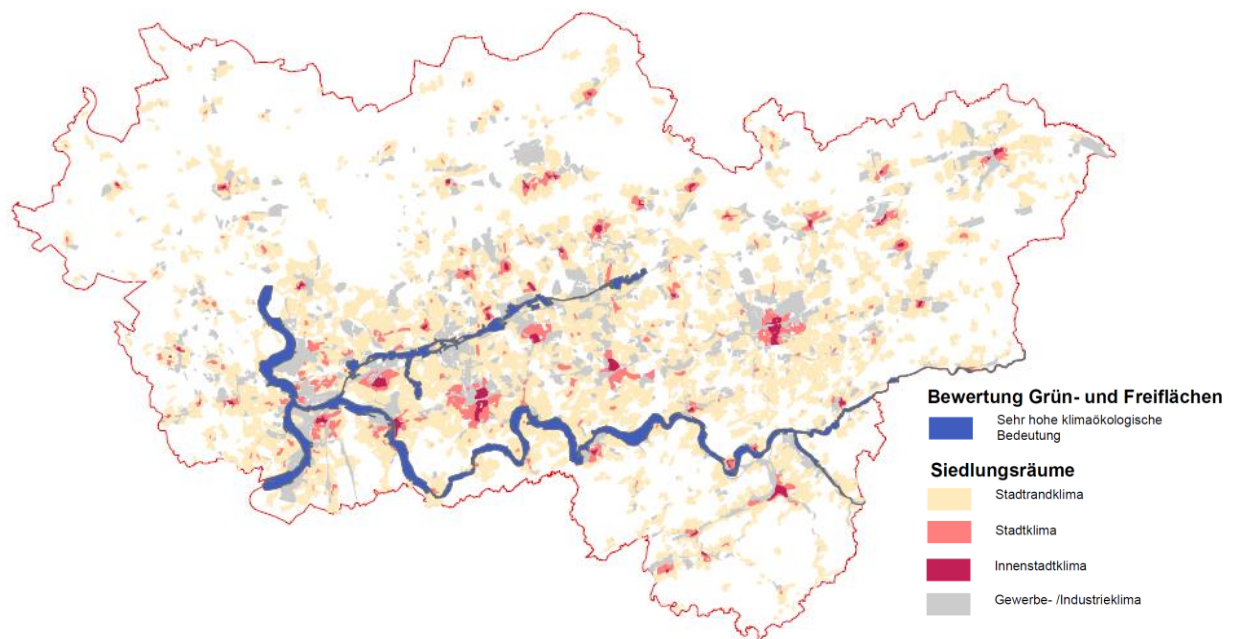 Bewertung Grün- und Freiflächen
Sehr hohe klimaökologische
Bedeutung
Siedlungsräume
Stadtrandklima
Stadtklima
Innenstadtklima
Gewerbe- /Industrieklima